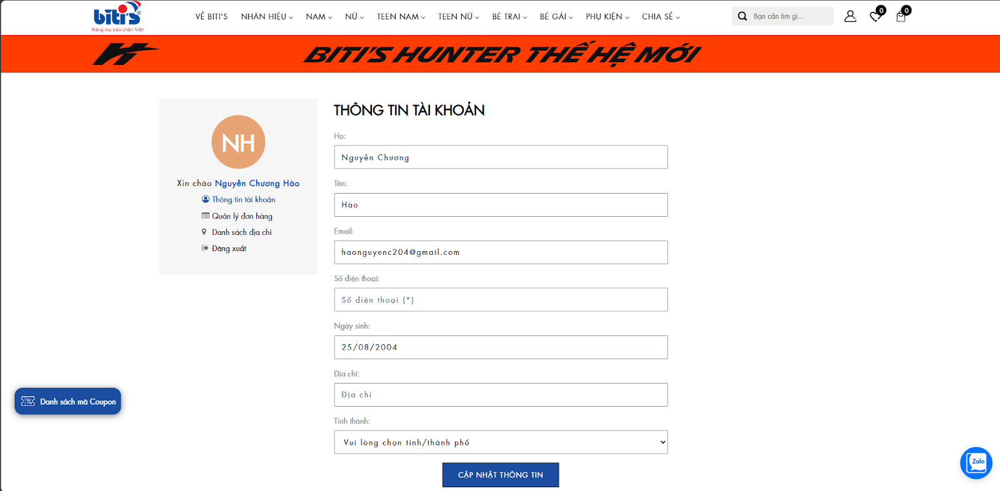 biti's®
Nâng niu bàn chân Việt
VỀ BITI'S NHÃN HIỆU NAM NỮ TEEN NAM TEEN NỮ BÉ TRAI BÉ GÁI PHỤ KIỆN CHIA SẺ
Bạn cần tìm gì...
0
0
BITI'S HUNTER THẾ HỆ MỚI
NH
Xin chào Nguyễn Chương Hào
Thông tin tài khoản
Quản lý đơn hàng
Danh sách địa chỉ
Đăng xuất
THÔNG TIN TÀI KHOẢN
Họ:
Nguyễn Chương
Tên:
Hào
Email:
haonguyenc204@gmail.com
Số điện thoại:
Số điện thoại (*)
Ngày sinh:
25/08/2004
Địa chỉ:
Địa chỉ
Tỉnh thành:
Vui lòng chọn tỉnh/thành phố
CẬP NHẬT THÔNG TIN
Danh sách mã Coupon
Zalo